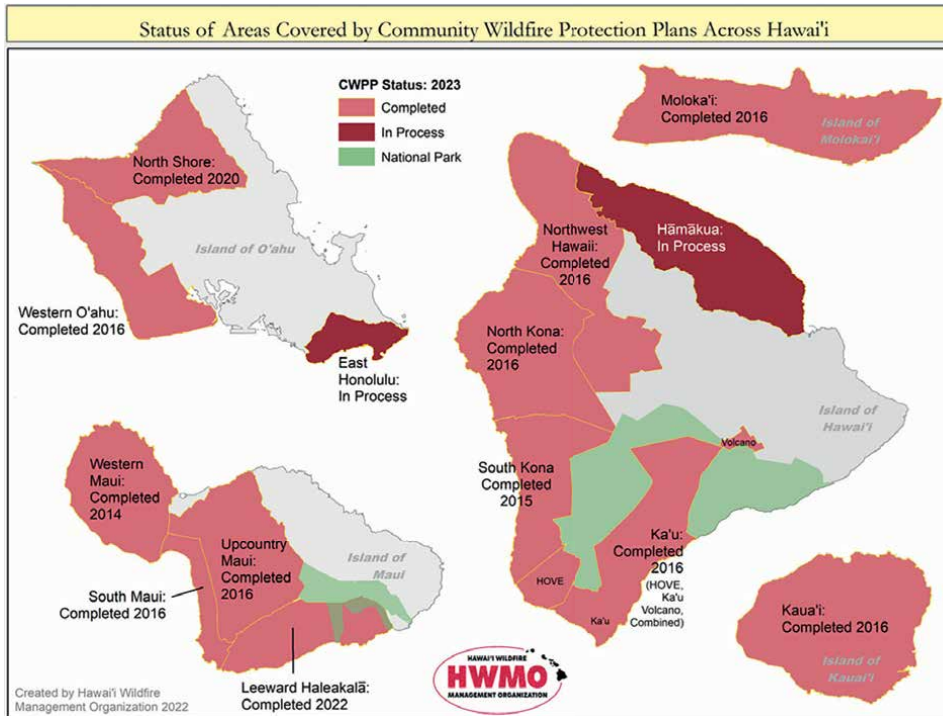 Status of Areas Covered by Community Wildfire Protection Plans Across Hawai'i
CWPP Status: 2023
Completed
In Process
National Park
North Shore:
Completed 2020
Island of O'ahu
Western O'ahu:
Completed 2016
East
Honolulu:
In Process
Moloka'i:
Completed 2016
Island of
Moloka'i
Northwest
Hawaii:
Completed
2016
Hāmākua:
In Process
North Kona:
Completed
2016
Island of
Hawai'i
Volcano
South Kona
Completed
2015
Ka'u:
Completed
2016
(HOVE,
Ka'u
Volcano,
Combined)
HOVE
Ka'u
Western
Maui:
Completed
2014
Upcountry
Maui:
Completed
2016
Island of
Maui
South Maui:
Completed 2016
Leeward Haleakalā:
Completed 2022
Kaua'i:
Completed 2016
Island of
Kauai'i
HAWAI'I WILDFIRE
HWMO
MANAGEMENT ORGANIZATION
Created by Hawai'i Wildfire
Management Organization 2022